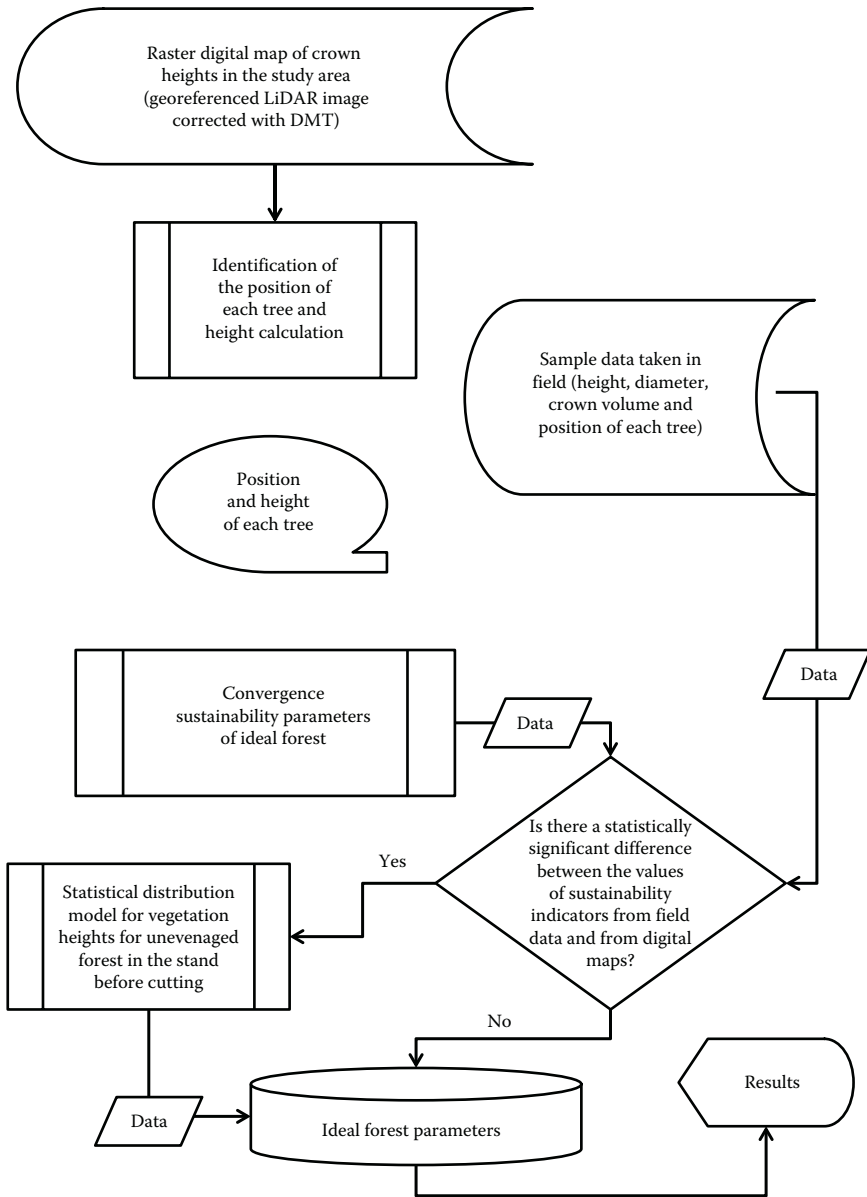 Raster digital map of crown
heights in the study area
(georeferenced LiDAR image
corrected with DMT)
Identification of
the position of
each tree and
height calculation
Sample data taken in
field (height, diameter,
crown volume and
position of each tree)
Position
and height
of each tree
Data
Convergence
sustainability parameters
of ideal forest
Data
Is there a statistically
significant difference
between the values
of sustainability
indicators from field
data and from digital
maps?
Yes
Statistical distribution
model for vegetation
heights for unevenaged
forest in the stand
before cutting
No
Results
Data
Ideal forest parameters